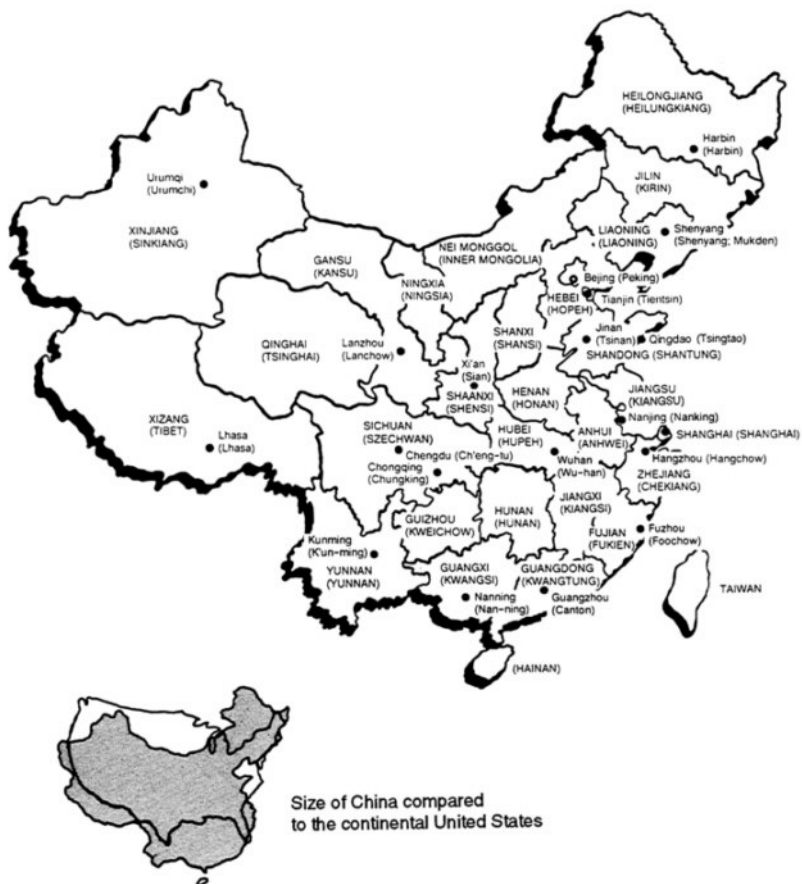 HEILONGJIANG
(HEILUNGKIANG)
Harbin
(Harbin)
JILIN
(KIRIN)
Urumqi
(Urumchi)
LIAONING
(LIAONING)
Shenyang
(Shenyang; Mukden)
XINJIANG
(SINKIANG)
NEI MONGGOL
(INNER MONGOLIA)
GANSU
(KANSU)
Bejing (Peking)
NINGXIA
(NINGSIA)
HEBEI
(HOPEH)
Tianjin (Tientsin)
SHANXI
(SHANSI)
Jinan
(Tsinan)
Qingdao (Tsingtao)
QINGHAI
(TSINGHAI)
Lanzhou
(Lanchow)
SHANDONG (SHANTUNG)
Xi'an
(Sian)
SHAANXI
(SHENSI)
HENAN
(HONAN)
JIANGSU
(KIANGSU)
Nanjing (Nanking)
XIZANG
(TIBET)
SICHUAN
(SZECHWAN)
HUBEI
(HUPEH)
ANHUI
(ANHWEI)
SHANGHAI (SHANGHAI)
Lhasa
(Lhasa)
Chengdu (Ch'eng-tu)
Wuhan
(Wu-han)
Hangzhou (Hangchow)
Chongqing
(Chungking)
ZHEJIANG
(CHEKIANG)
JIANGXI
(KIANGSI)
GUIZHOU
(KWEICHOW)
HUNAN
(HUNAN)
FUJIAN
(FUKIEN)
Fuzhou
(Foochow)
Kunming
(K'un-ming)
YUNNAN
(YUNNAN)
GUANGXI
(KWANGSI)
GUANGDONG
(KWANGTUNG)
Nanning
(Nan-ning)
Guangzhou
(Canton)
TAIWAN
(HAINAN)
Size of China compared
to the continental United States